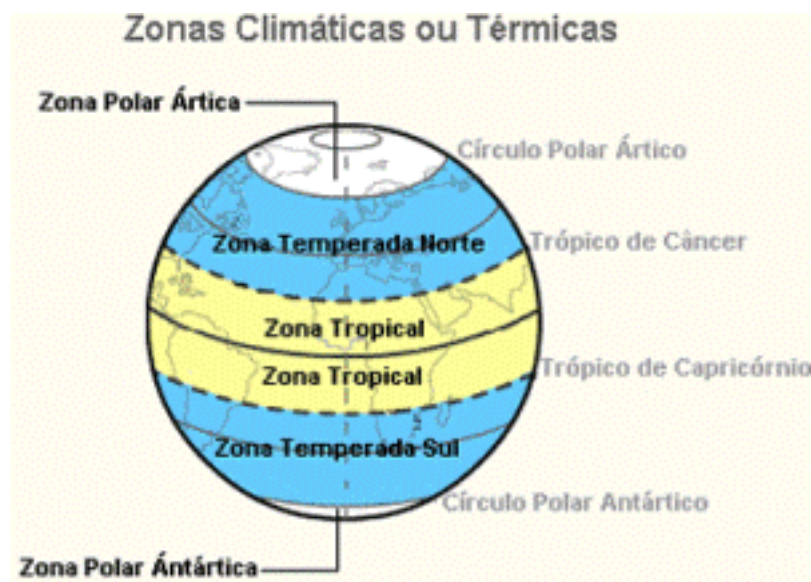 Zonas Climáticas ou Térmicas
Zona Polar Ártica
Círculo Polar Ártico
Zona Temperada Norte
Trópico de Câncer
Zona Tropical
Zona Tropical
Trópico de Capricórnio
Zona Temperada Sul
Círculo Polar Antártico
Zona Polar Ántártica